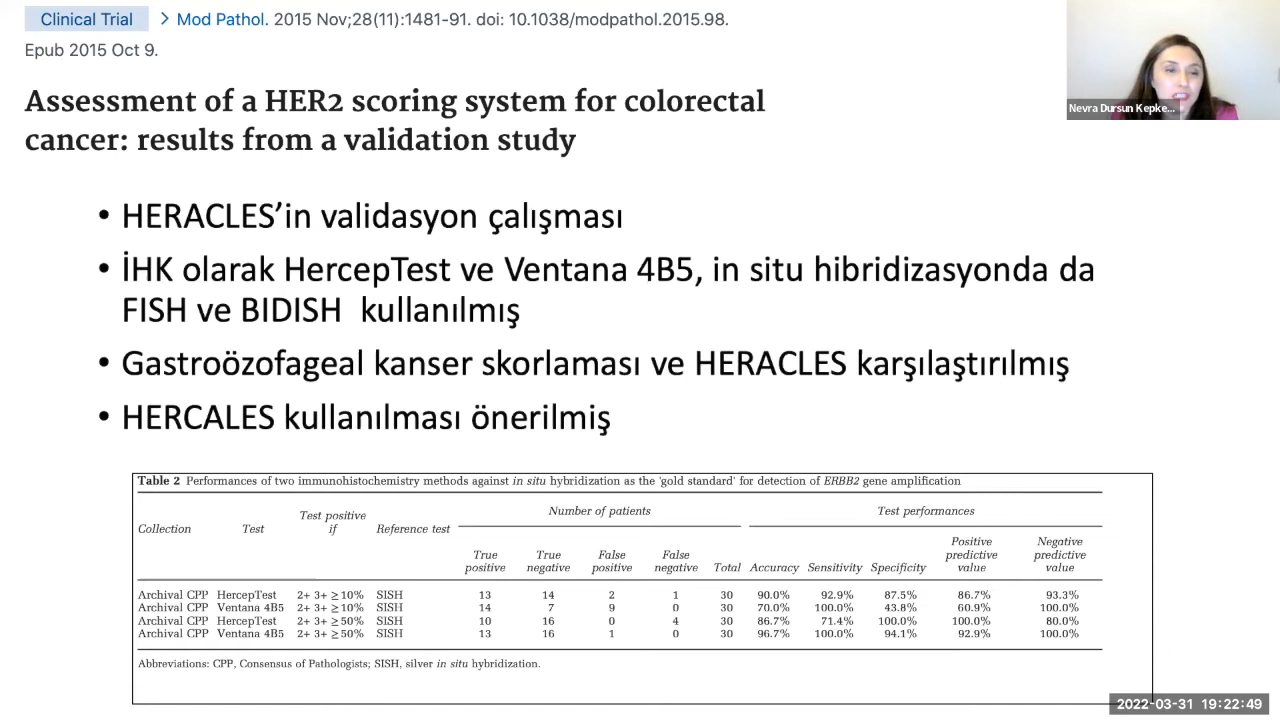 Clinical Trial > Mod Pathol. 2015 Nov;28(11):1481-91. doi: 10.1038/modpathol.2015.98.
Epub 2015 Oct 9.
Assessment of a HER2 scoring system for colorectal
cancer: results from a validation study
Nevra Dursun Kepke...
• HERACLES’in validasyon çalışması
• İHK olarak HercepTest ve Ventana 4B5, in situ hibridizasyonda da
FISH ve BIDISH kullanılmış
• Gastroözofageal kanser skorlaması ve HERACLES karşılaştırılmış
• HERCALES kullanılması önerilmiş
Table 2 Performances of two immunohistochemistry methods against in situ hybridization as the 'gold standard' for detection of ERBB2 gene amplification
Collection Test Test positive if Reference test Number of patients Test performances
True positive True negative False positive False negative Total Accuracy Sensitivity Specificity Positive predictive value Negative predictive value
Archival CPP HercepTest 2+ 3+ ≥10% SISH 13 14 2 1 30 90.0% 92.9% 87.5% 86.7% 93.3%
Archival CPP Ventana 4B5 2+ 3+ ≥10% SISH 14 7 9 0 30 70.0% 100.0% 43.8% 60.9% 100.0%
Archival CPP HercepTest 2+ 3+ ≥50% SISH 10 16 0 4 30 86.7% 71.4% 100.0% 100.0% 80.0%
Archival CPP Ventana 4B5 2+ 3+ ≥50% SISH 13 16 1 0 30 96.7% 100.0% 94.1% 92.9% 100.0%
Abbreviations: CPP, Consensus of Pathologists; SISH, silver in situ hybridization.
2022-03-31 19:22:49